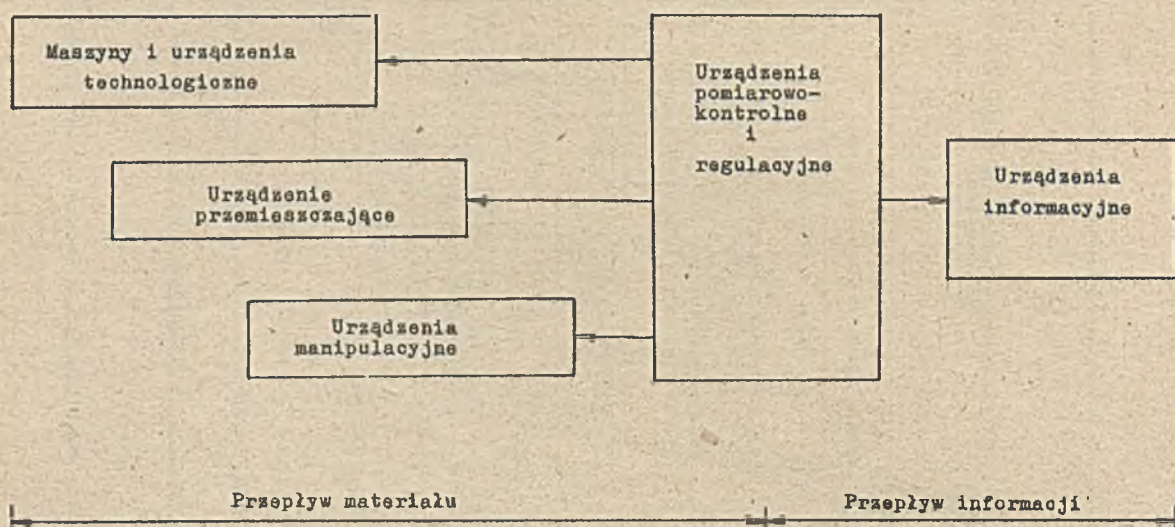 Maszyny i urządzenia
technologiczne
Urządzenie
przemieszczające
Urządzenia
manipulacyjne
Urządzenia
pomiarowo-
kontrolne
i
regulacyjne
Urządzenia
informacyjne
Przepływ materiału
Przepływ informacji